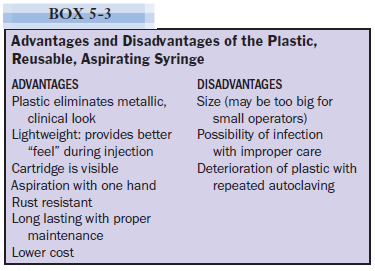 BOX 5-3
Advantages and Disadvantages of the Plastic,
Reusable, Aspirating Syringe
ADVANTAGES
Plastic eliminates metallic,
clinical look
Lightweight: provides better
“feel” during injection
Cartridge is visible
Aspiration with one hand
Rust resistant
Long lasting with proper
maintenance
Lower cost
DISADVANTAGES
Size (may be too big for
small operators)
Possibility of infection
with improper care
Deterioration of plastic with
repeated autoclaving